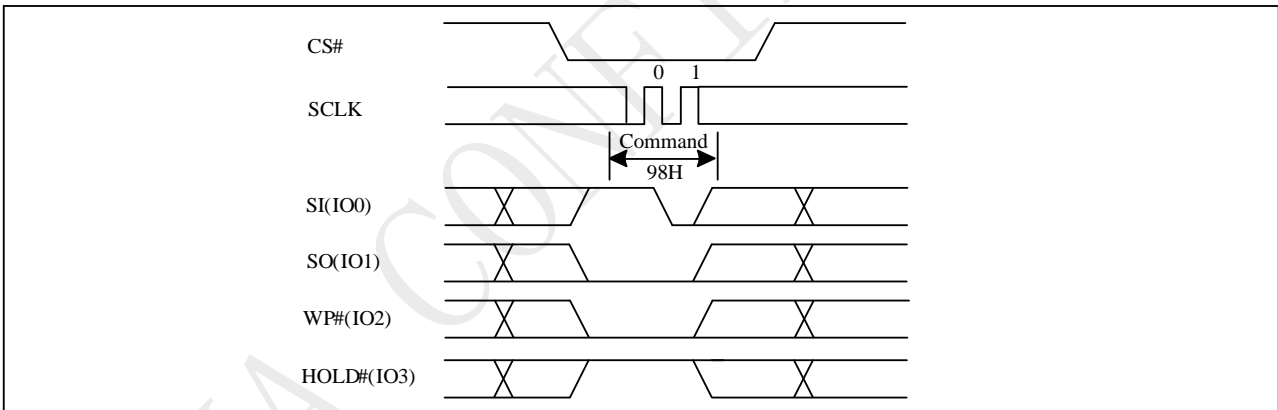 CS#
0 1
SCLK
Command
98H
SI(IO0)
SO(IO1)
WP#(IO2)
HOLD#(IO3)